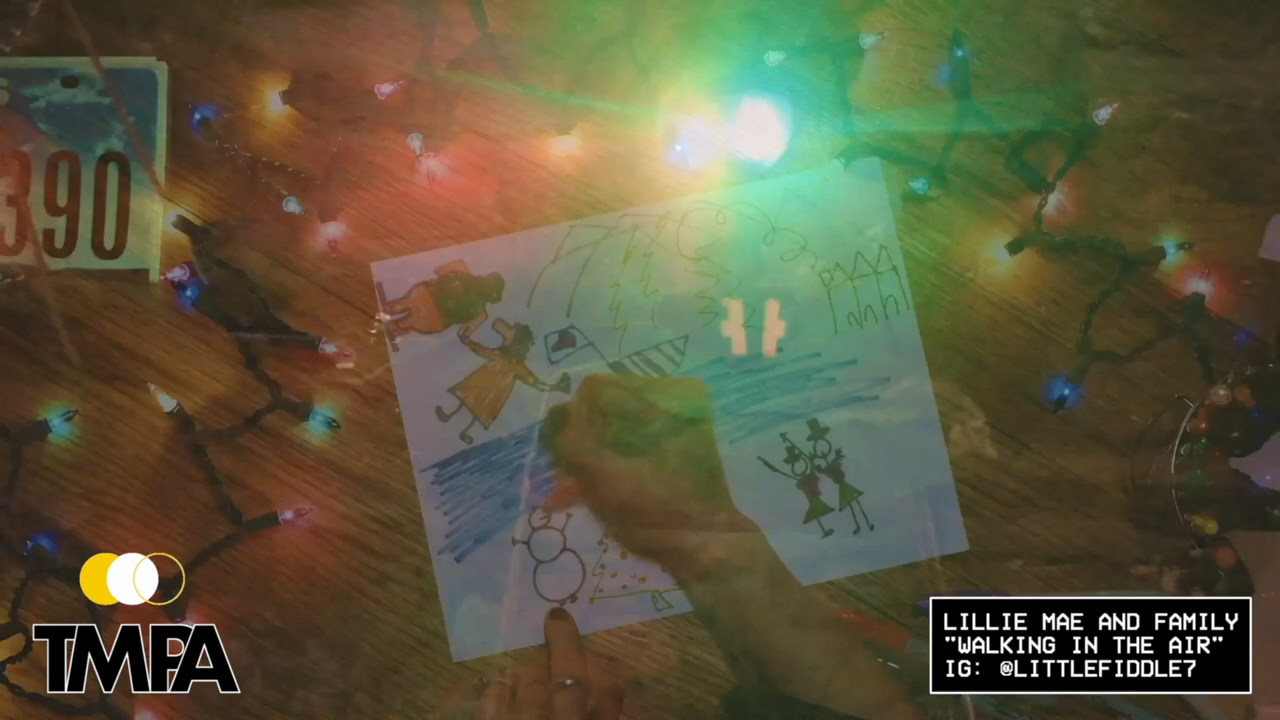 390
TMPA
LILLIE MAE AND FAMILY
"WALKING IN THE AIR"
IG: @LITTLEFIDDLE7